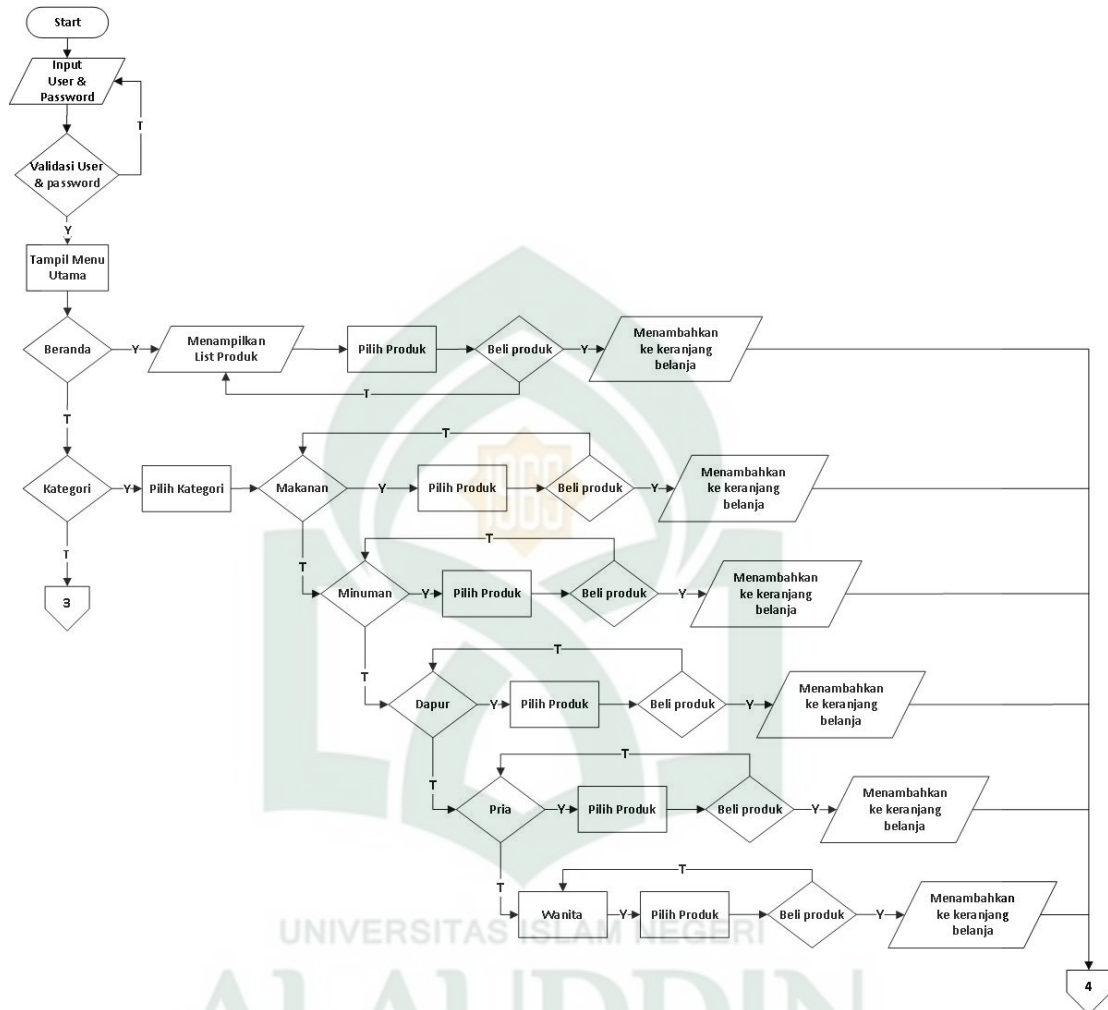 Start
Input
User &
Password
T
Validasi User
& password
Y
Tampil Menu
Utama
Beranda
Y
Menampilkan
List Produk
Pilih Produk
Beli produk
Y
Menambahkan
ke keranjang
belanja
T
T
Kategori
Y
Pilih Kategori
Makanan
Y
Pilih Produk
Beli produk
Y
Menambahkan
ke keranjang
belanja
T
T
3
T
Minuman
Y
Pilih Produk
Beli produk
Y
Menambahkan
ke keranjang
belanja
T
T
Dapur
Y
Pilih Produk
Beli produk
Y
Menambahkan
ke keranjang
belanja
T
T
Pria
Y
Pilih Produk
Beli produk
Y
Menambahkan
ke keranjang
belanja
T
T
Wanita
Y
Pilih Produk
Beli produk
Y
Menambahkan
ke keranjang
belanja
T
4
1965
UNIVERSITAS ISLAM NEGERI
ALAUDDIN